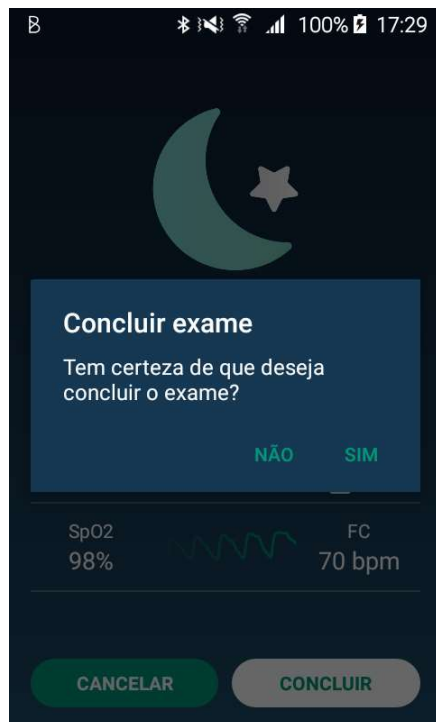 100% 17:29
Concluir exame
Tem certeza de que deseja
concluir o exame?
NÃO SIM
SpO2 FC
98% 70 bpm
CANCELAR CONCLUIR